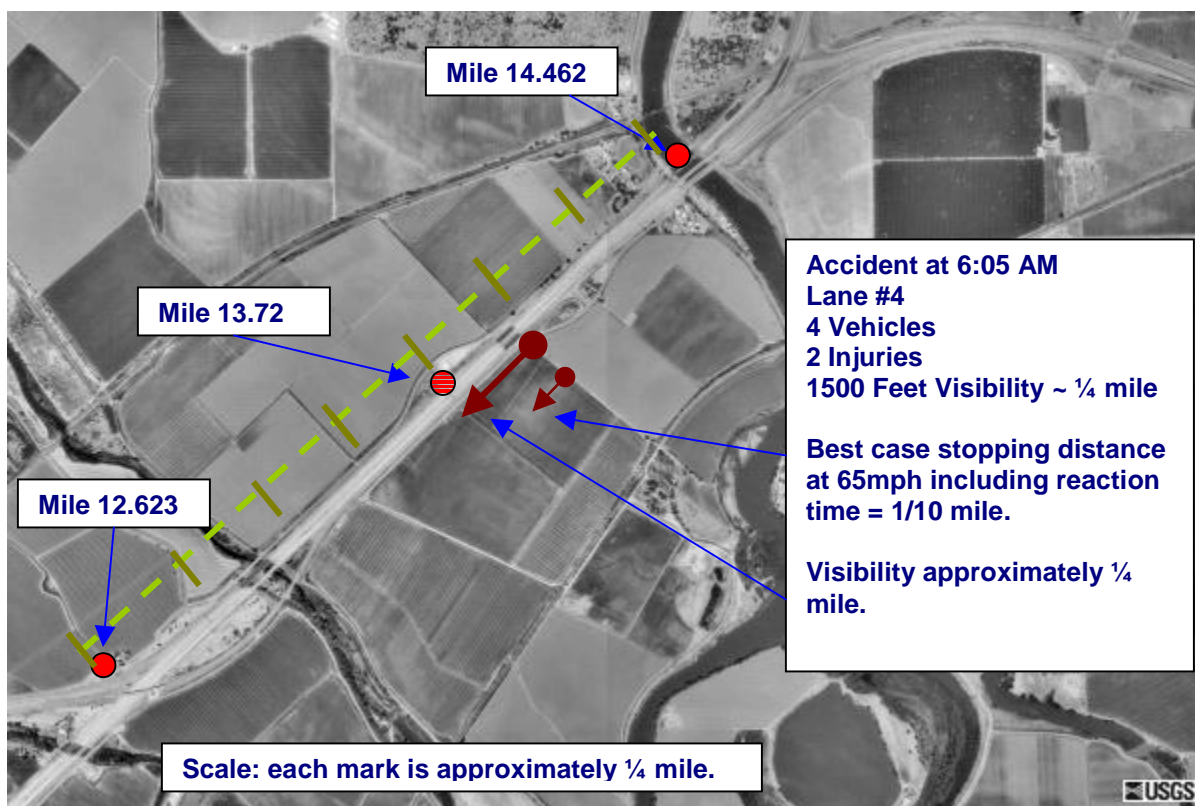 Mile 14.462
Mile 13.72
Mile 12.623
Accident at 6:05 AM
Lane #4
4 Vehicles
2 Injuries
1500 Feet Visibility ~ ¼ mile
Best case stopping distance
at 65mph including reaction
time = 1/10 mile.
Visibility approximately ¼
mile.
Scale: each mark is approximately ¼ mile.
USGS